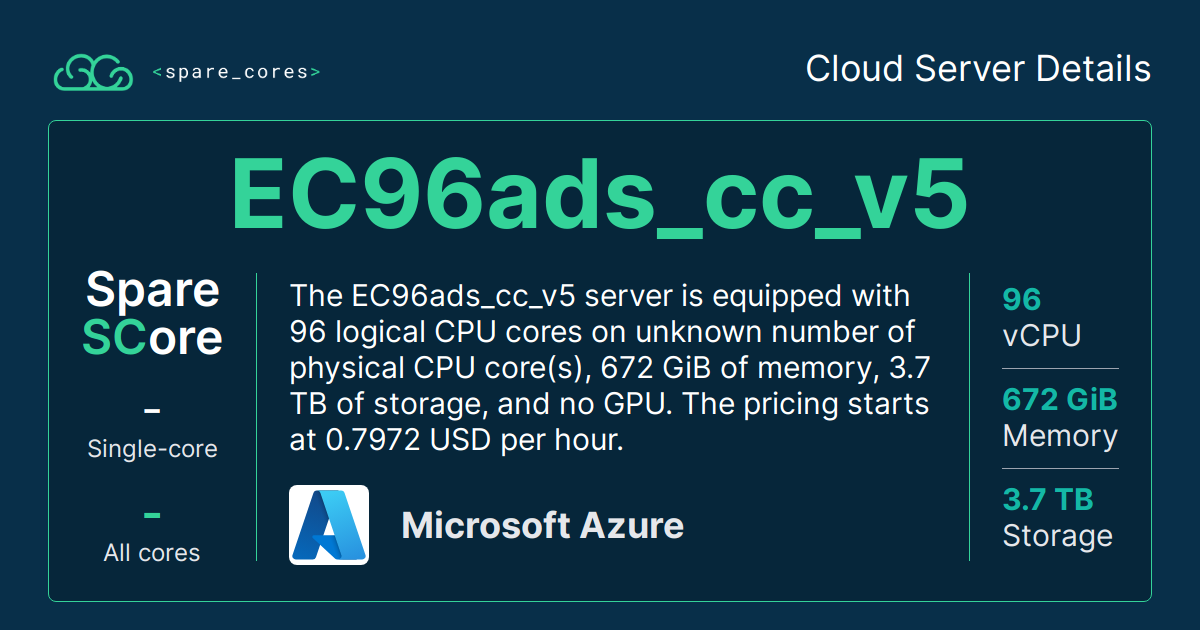 <spare_cores>
Cloud Server Details
EC96ads_cc_v5
Spare
SCore
–
Single-core
–
All cores
The EC96ads_cc_v5 server is equipped with
96 logical CPU cores on unknown number of
physical CPU core(s), 672 GiB of memory, 3.7
TB of storage, and no GPU. The pricing starts
at 0.7972 USD per hour.
Microsoft Azure
96
vCPU
672 GiB
Memory
3.7 TB
Storage